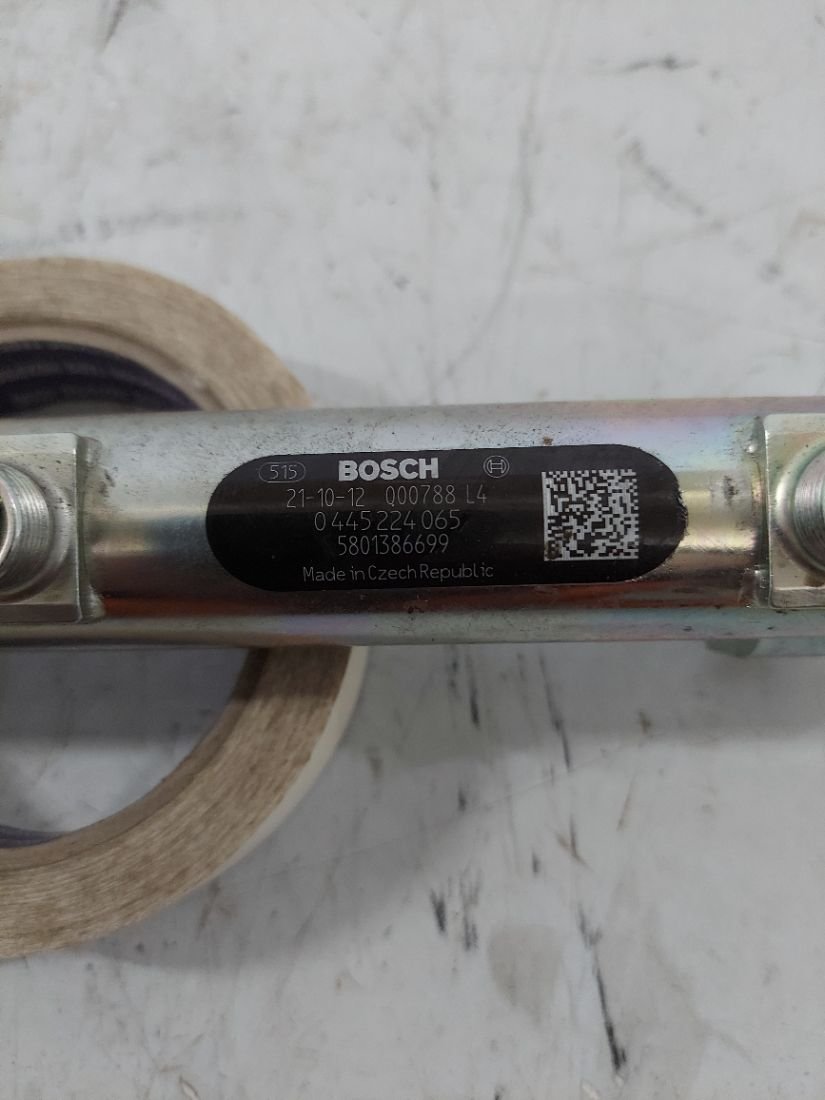 515 BOSCH
21-10-12 Q00788 L4
0 445 224 065
5801386699
Made in Czech Republic